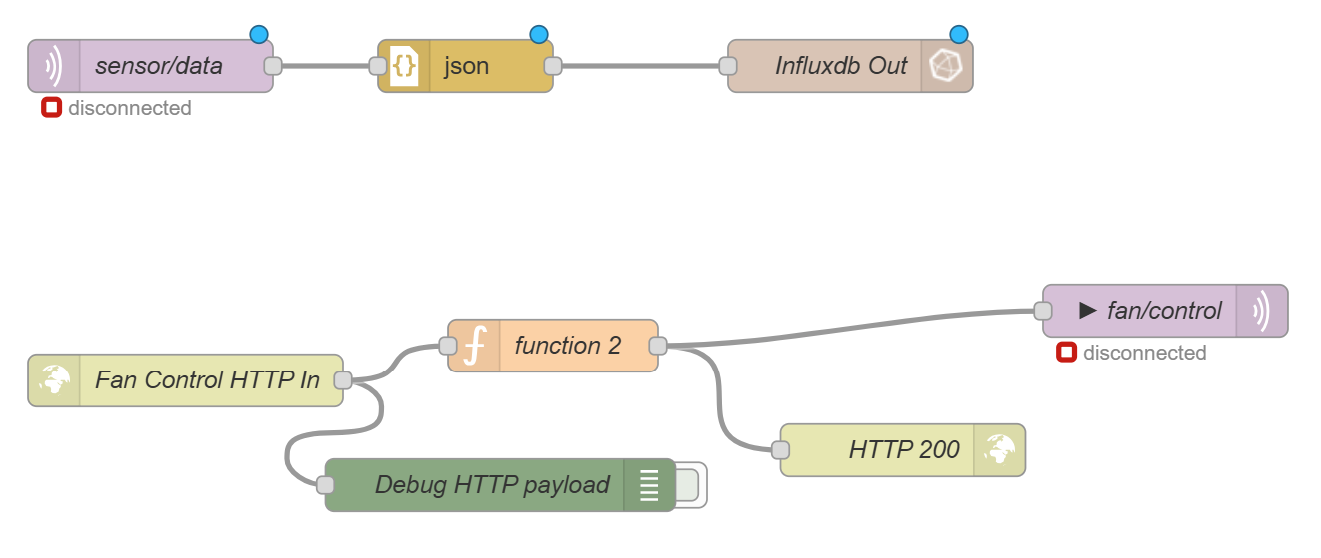 sensor/data
json
Influxdb Out
disconnected
fan/control
function 2
disconnected
Fan Control HTTP In
HTTP 200
Debug HTTP payload